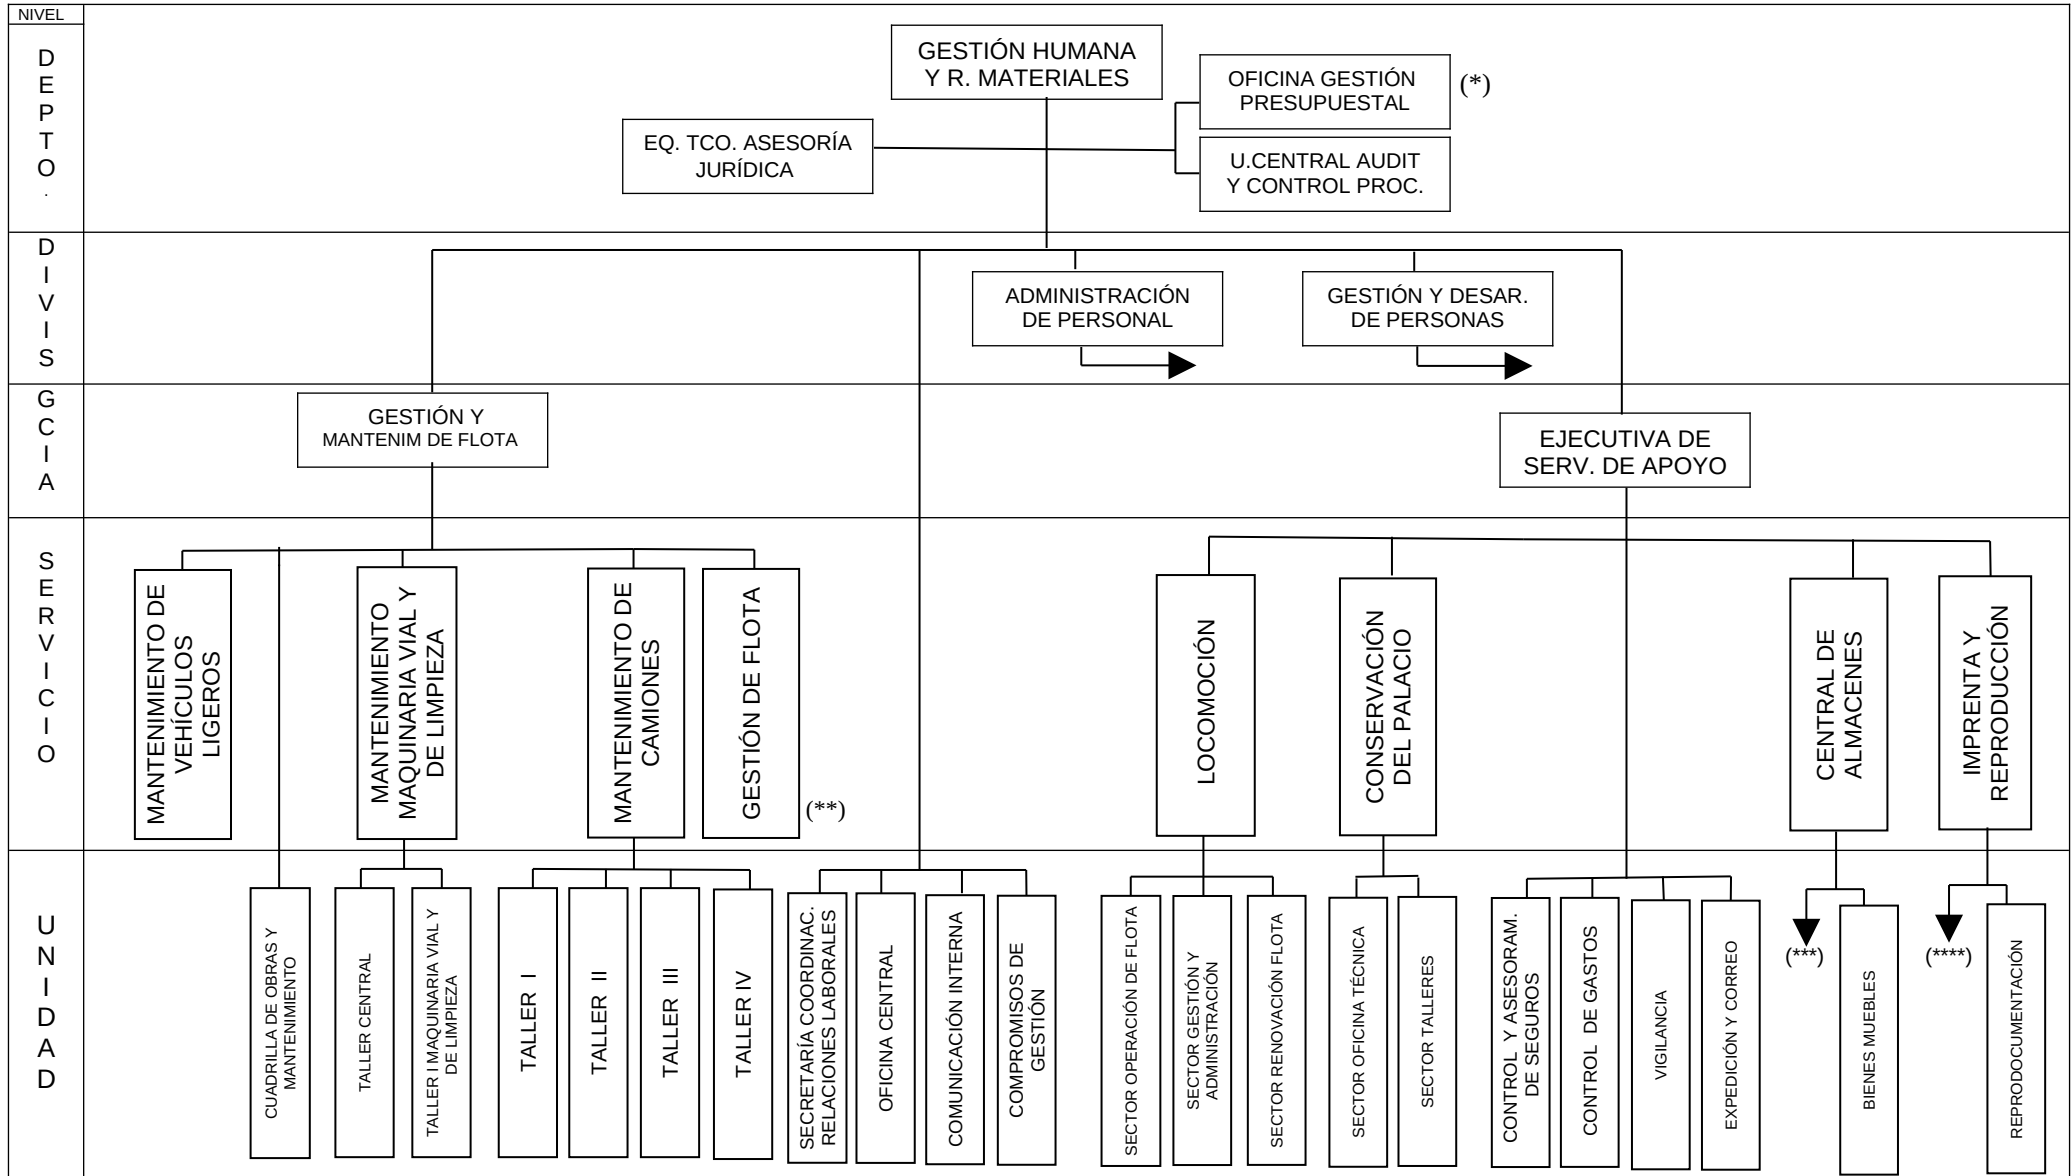 NIVEL
D
E
P
T
O
.
GESTIÓN HUMANA
Y R. MATERIALES
OFICINA GESTIÓN
PRESUPUESTAL
(*)
EQ. TCO. ASESORÍA
JURÍDICA
U.CENTRAL AUDIT
Y CONTROL PROC.
D
I
V
I
S
ADMINISTRACIÓN
DE PERSONAL
GESTIÓN Y DESAR.
DE PERSONAS
G
C
I
A
GESTIÓN Y
MANTENIM DE FLOTA
EJECUTIVA DE
SERV. DE APOYO
S
E
R
V
I
C
I
O
MANTENIMIENTO DE
VEHÍCULOS
LIGEROS
MANTENIMIENTO
MAQUINARIA VIAL Y
DE LIMPIEZA
MANTENIMIENTO DE
CAMIONES
GESTIÓN DE FLOTA
(**)
LOCOMOCIÓN
CONSERVACIÓN
DEL PALACIO
CENTRAL DE
ALMACENES
IMPRENTA Y
REPRODUCCIÓN
U
N
I
D
A
D
CUADRILLA DE OBRAS Y
MANTENIMIENTO
TALLER CENTRAL
TALLER I MAQUINARIA VIAL Y
DE LIMPIEZA
TALLER I
TALLER II
TALLER III
TALLER IV
SECRETARÍA COORDINAC.
RELACIONES LABORALES
OFICINA CENTRAL
COMUNICACIÓN INTERNA
COMPROMISOS DE
GESTIÓN
SECTOR OPERACIÓN DE FLOTA
SECTOR GESTIÓN Y
ADMINISTRACIÓN
SECTOR RENOVACIÓN FLOTA
SECTOR OFICINA TÉCNICA
SECTOR TALLERES
CONTROL Y ASESORAM.
DE SEGUROS
CONTROL DE GASTOS
VIGILANCIA
EXPEDICIÓN Y CORREO
(***)
BIENES MUEBLES
(****)
REPRODOCUMENTACIÓN